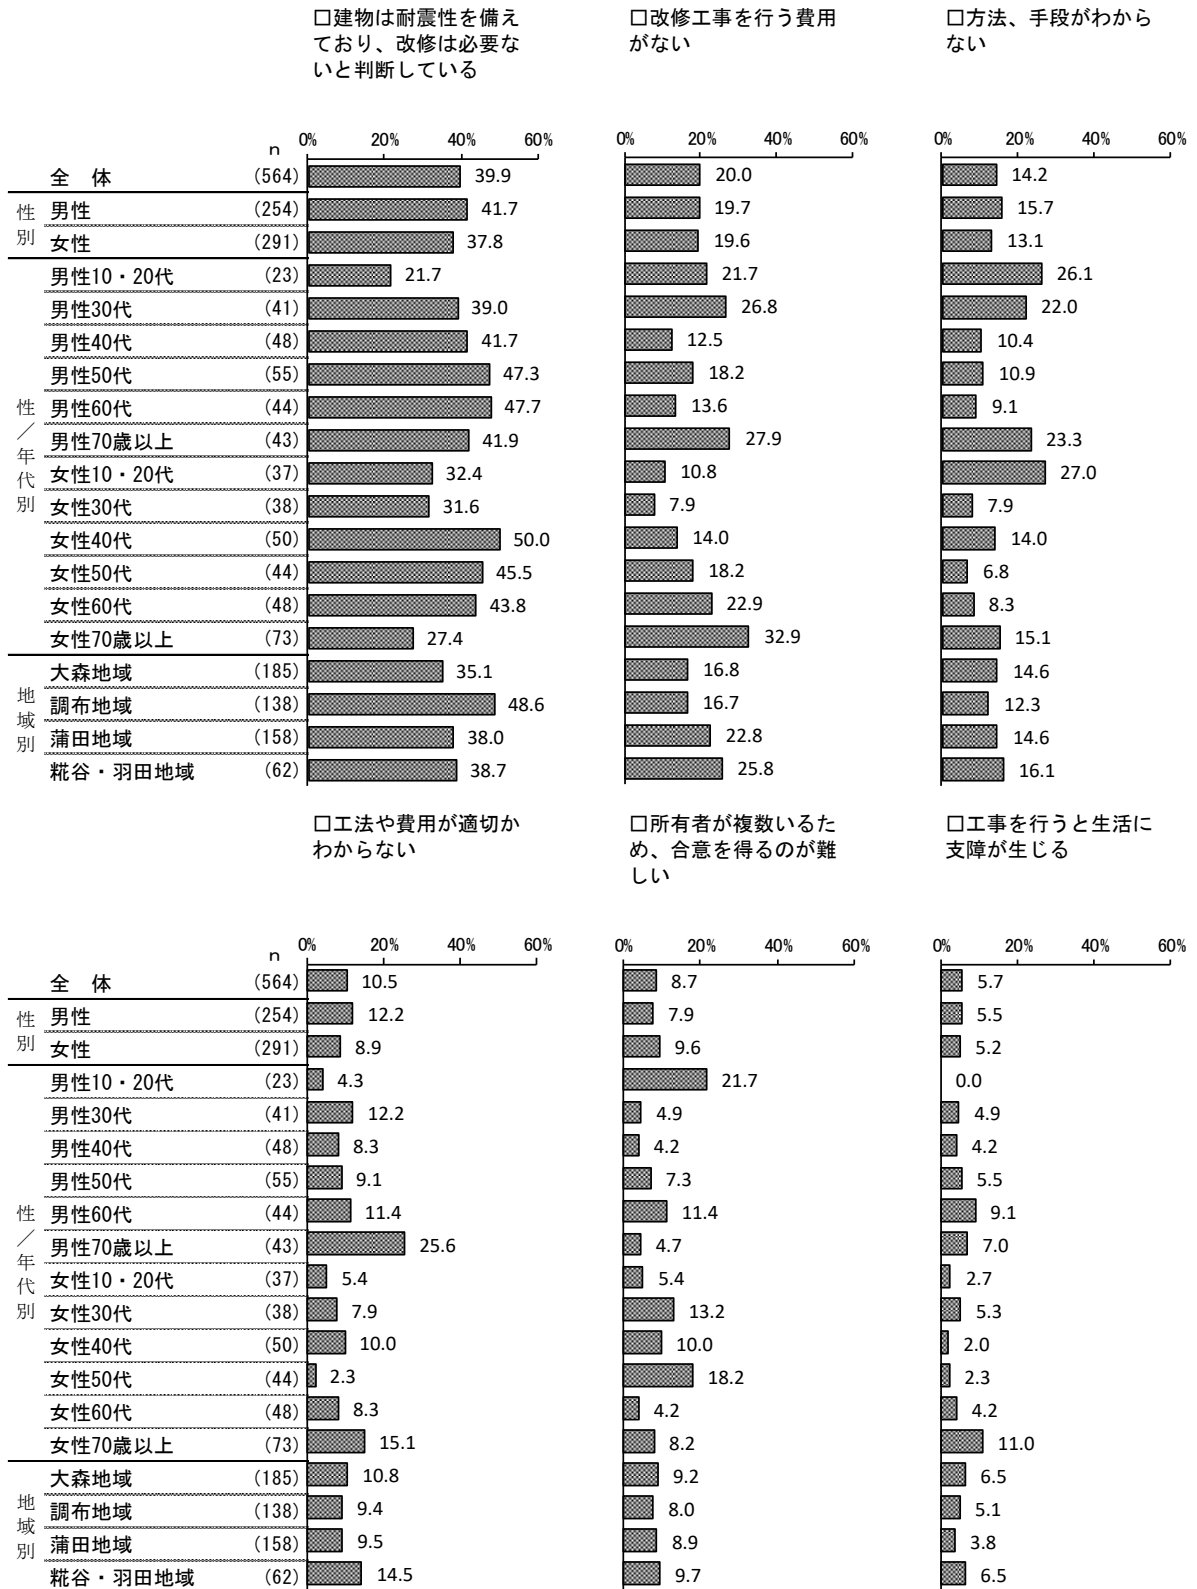 □建物は耐震性を備え
ており、改修は必要な
いと判断している
□改修工事を行う費用
がない
□方法、手段がわから
ない
n 0% 20% 40% 60% 0% 20% 40% 60% 0% 20% 40% 60%
全 体 (564) 39.9 20.0 14.2
性別
男性 (254) 41.7 19.7 15.7
女性 (291) 37.8 19.6 13.1
性／年代別
男性10・20代 (23) 21.7 21.7 26.1
男性30代 (41) 39.0 26.8 22.0
男性40代 (48) 41.7 12.5 10.4
男性50代 (55) 47.3 18.2 10.9
男性60代 (44) 47.7 13.6 9.1
男性70歳以上 (43) 41.9 27.9 23.3
女性10・20代 (37) 32.4 10.8 27.0
女性30代 (38) 31.6 7.9 7.9
女性40代 (50) 50.0 14.0 14.0
女性50代 (44) 45.5 18.2 6.8
女性60代 (48) 43.8 22.9 8.3
女性70歳以上 (73) 27.4 32.9 15.1
地域別
大森地域 (185) 35.1 16.8 14.6
調布地域 (138) 48.6 16.7 12.3
蒲田地域 (158) 38.0 22.8 14.6
糀谷・羽田地域 (62) 38.7 25.8 16.1
□工法や費用が適切か
わからない
□所有者が複数いるた
め、合意を得るのが難
しい
□工事を行うと生活に
支障が生じる
n 0% 20% 40% 60% 0% 20% 40% 60% 0% 20% 40% 60%
全 体 (564) 10.5 8.7 5.7
性別
男性 (254) 12.2 7.9 5.5
女性 (291) 8.9 9.6 5.2
性／年代別
男性10・20代 (23) 4.3 21.7 0.0
男性30代 (41) 12.2 4.9 4.9
男性40代 (48) 8.3 4.2 4.2
男性50代 (55) 9.1 7.3 5.5
男性60代 (44) 11.4 11.4 9.1
男性70歳以上 (43) 25.6 4.7 7.0
女性10・20代 (37) 5.4 5.4 2.7
女性30代 (38) 7.9 13.2 5.3
女性40代 (50) 10.0 10.0 2.0
女性50代 (44) 2.3 18.2 2.3
女性60代 (48) 8.3 4.2 4.2
女性70歳以上 (73) 15.1 8.2 11.0
地域別
大森地域 (185) 10.8 9.2 6.5
調布地域 (138) 9.4 8.0 5.1
蒲田地域 (158) 9.5 8.9 3.8
糀谷・羽田地域 (62) 14.5 9.7 6.5